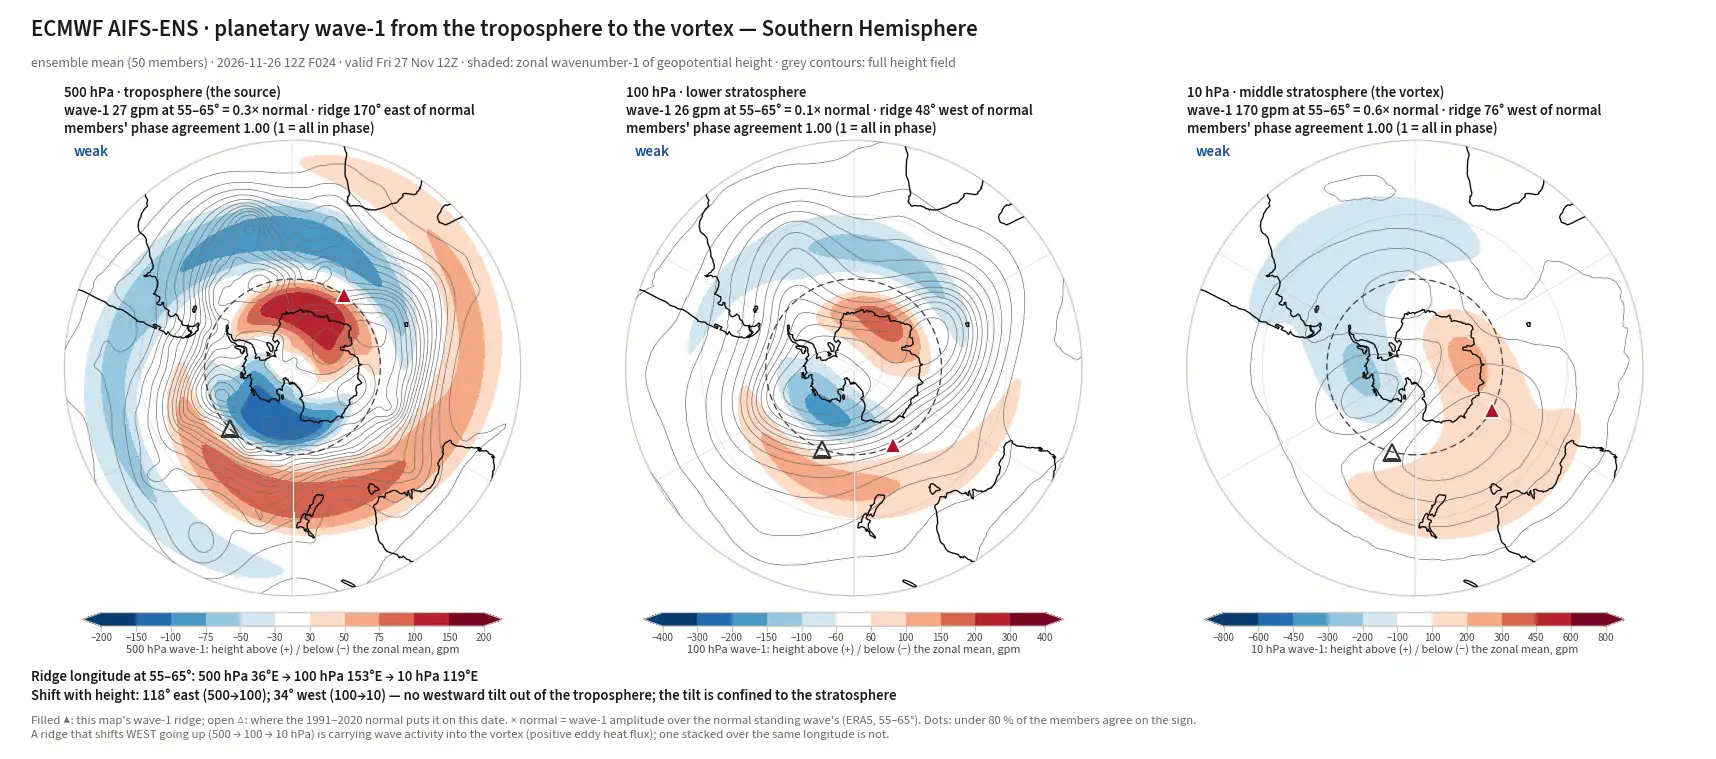 ECMWF AIFS-ENS · planetary wave-1 from the troposphere to the vortex — Southern Hemisphere
ensemble mean (50 members) · 2026-11-26 12Z F024 · valid Fri 27 Nov 12Z · shaded: zonal wavenumber-1 of geopotential height · grey contours: full height field
500 hPa · troposphere (the source)
wave-1 27 gpm at 55–65° = 0.3× normal · ridge 170° east of normal
members' phase agreement 1.00 (1 = all in phase)
weak
100 hPa · lower stratosphere
wave-1 26 gpm at 55–65° = 0.1× normal · ridge 48° west of normal
members' phase agreement 1.00 (1 = all in phase)
weak
10 hPa · middle stratosphere (the vortex)
wave-1 170 gpm at 55–65° = 0.6× normal · ridge 76° west of normal
members' phase agreement 1.00 (1 = all in phase)
weak
−200 −150 −100 −75 −50 −30 30 50 75 100 150 200
500 hPa wave-1: height above (+) / below (−) the zonal mean, gpm
−400 −300 −200 −150 −100 −60 60 100 150 200 300 400
100 hPa wave-1: height above (+) / below (−) the zonal mean, gpm
−800 −600 −450 −300 −200 −100 100 200 300 450 600 800
10 hPa wave-1: height above (+) / below (−) the zonal mean, gpm
Ridge longitude at 55–65°: 500 hPa 36°E → 100 hPa 153°E → 10 hPa 119°E
Shift with height: 118° east (500→100); 34° west (100→10) — no westward tilt out of the troposphere; the tilt is confined to the stratosphere
Filled ▲: this map's wave-1 ridge; open △: where the 1991–2020 normal puts it on this date. × normal = wave-1 amplitude over the normal standing wave's (ERA5, 55–65°). Dots: under 80 % of the members agree on the sign.
A ridge that shifts WEST going up (500 → 100 → 10 hPa) is carrying wave activity into the vortex (positive eddy heat flux); one stacked over the same longitude is not.